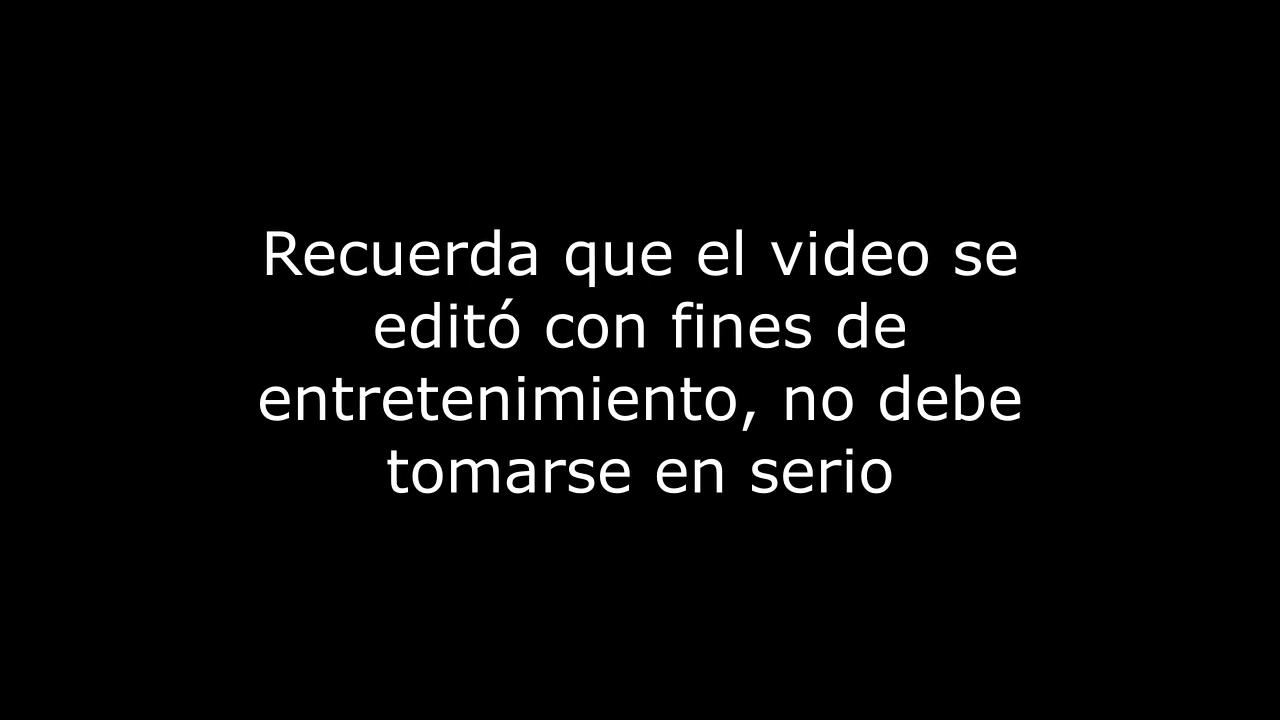 Recuerda que el video se
editó con fines de
entretenimiento, no debe
tomarse en serio